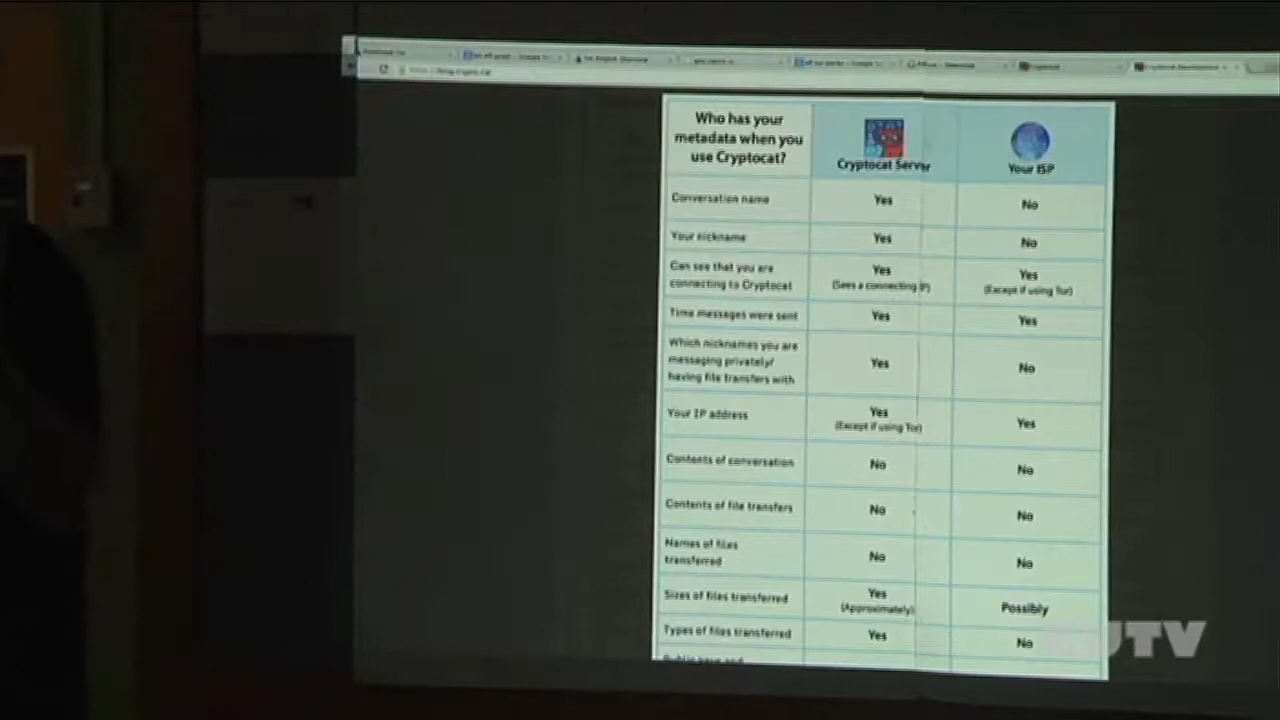 Who has your
metadata when you
use Cryptocat?
Cryptocat Server
Your ISP
Conversation name
Yes
No
Your nickname
Yes
No
Can see that you are
connecting to Cryptocat
Yes
(Sees a connecting IP)
Yes
(Except if using Tor)
Time messages were sent
Yes
Yes
Which nicknames you are
messaging privately/
having file transfers with
Yes
No
Your IP address
Yes
(Except if using Tor)
Yes
Contents of conversation
No
No
Contents of file transfers
No
No
Names of files
transferred
No
No
Sizes of files transferred
Yes
(Approximately)
Possibly
Types of files transferred
Yes
No
UTV